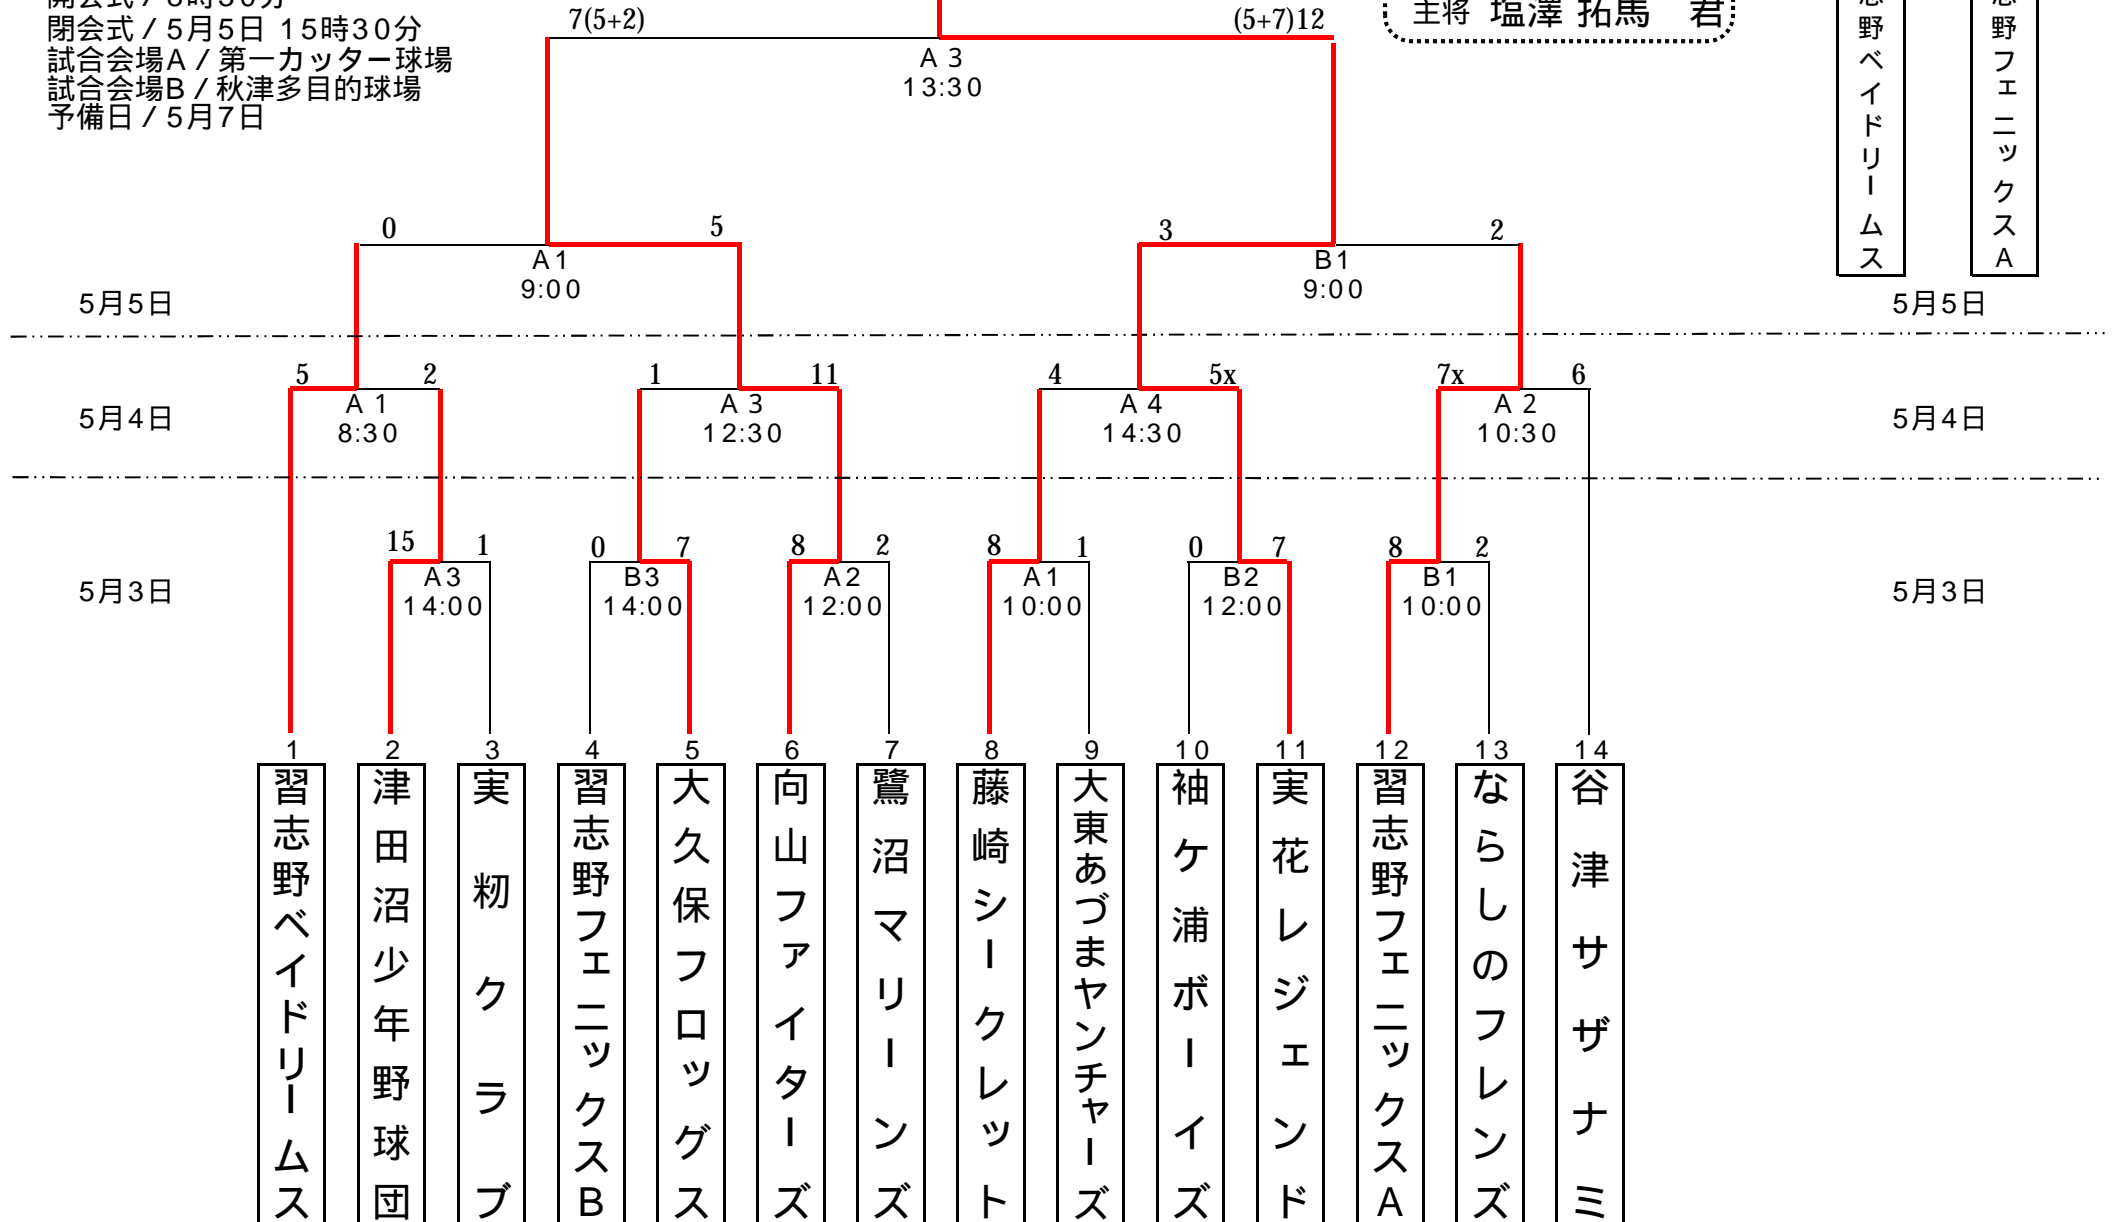 閉会式 / 5月5日 15時30分
試合会場A / 第一カッター球場
試合会場B / 秋津多目的球場
予備日 / 5月7日
7(5+2)
(5+7)12
A 3
13:30
主将 塩澤 拓馬 君
野ベイドリームス
野フェニックスA
0
5
A1
9:00
3
2
B1
9:00
5月5日
5月5日
5
2
A 1
8:30
1
11
A 3
12:30
4
5x
A 4
14:30
7x
6
A 2
10:30
5月4日
5月4日
15
1
A3
14:00
0
7
B3
14:00
8
2
A2
12:00
8
1
A1
10:00
0
7
B2
12:00
8
2
B1
10:00
5月3日
5月3日
1
習志野ベイドリームス
2
津田沼少年野球団
3
実籾クラブ
4
習志野フェニックスB
5
大久保フロッグス
6
向山ファイターズ
7
鷺沼マリーンズ
8
藤崎シークレット
9
大東あづまヤンチャーズ
10
袖ケ浦ボーイズ
11
実花レジェンド
12
習志野フェニックスA
13
ならしのフレンズ
14
谷津サザナミ